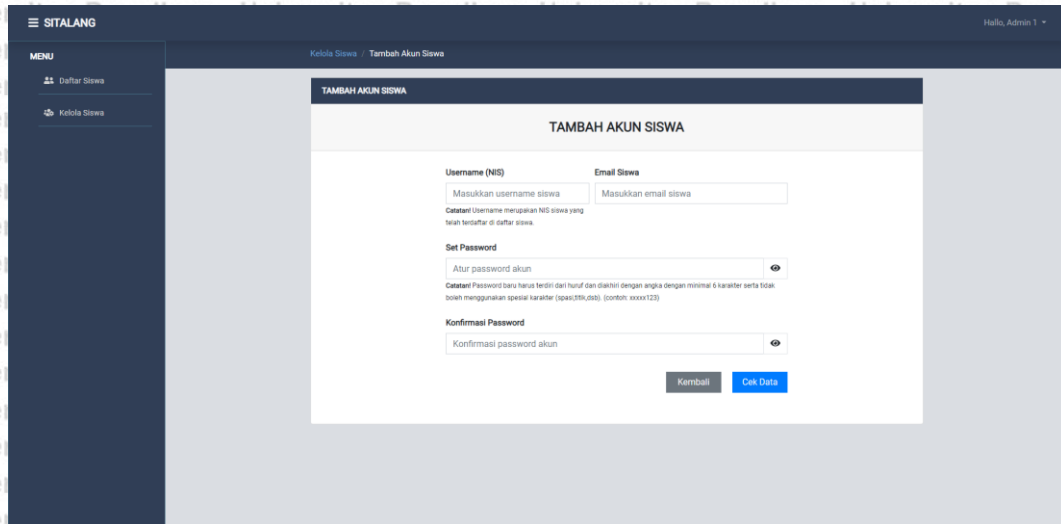 SITALANG
Hallo, Admin 1
MENU
Daftar Siswa
Kelola Siswa
Kelola Siswa / Tambah Akun Siswa
TAMBAH AKUN SISWA
TAMBAH AKUN SISWA
Username (NIS) Email Siswa
Masukkan username siswa Masukkan email siswa
Catatan! Username merupakan NIS siswa yang
telah terdaftar di daftar siswa.
Set Password
Atur password akun
Catatan! Password baru harus terdiri dari huruf dan diakhiri dengan angka dengan minimal 6 karakter serta tidak
boleh menggunakan spesial karakter (spasi,titik,dsb). (contoh: xxxxx123)
Konfirmasi Password
Konfirmasi password akun
Kembali Cek Data